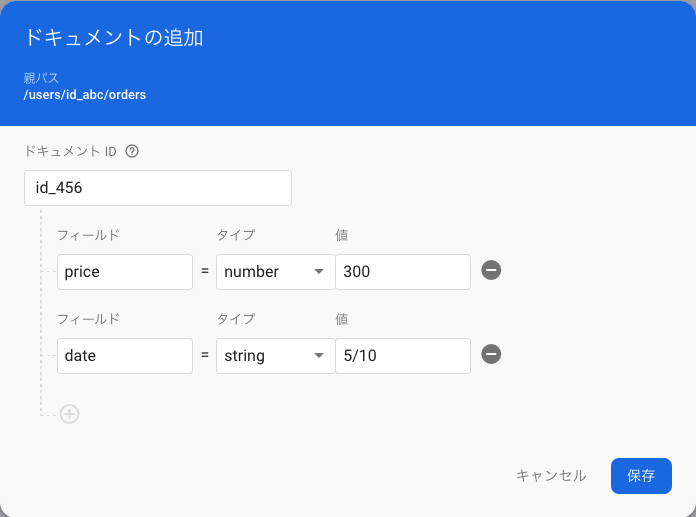 ドキュメントの追加
親パス
/users/id_abc/orders
ドキュメント ID ?
id_456
フィールド タイプ 値
price = number 300
フィールド タイプ 値
date = string 5/10
キャンセル 保存